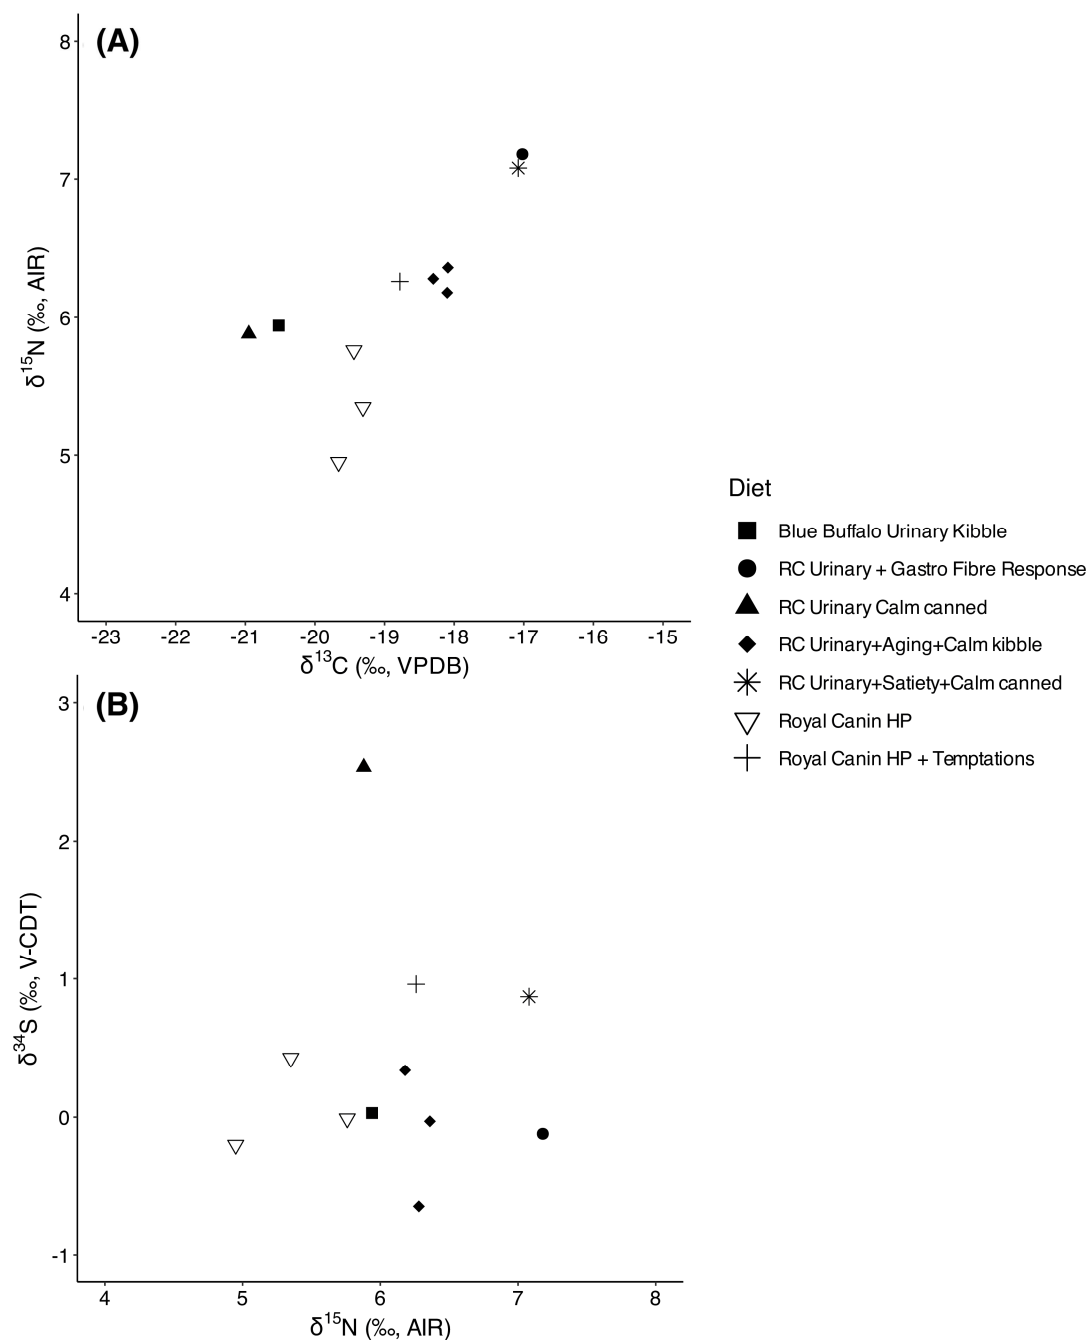 (A)
8
7
6
5
4
δ15N (‰, AIR)
-23 -22 -21 -20 -19 -18 -17 -16 -15
δ13C (‰, VPDB)
(B)
3
2
1
0
-1
δ34S (‰, V-CDT)
4 5 6 7 8
δ15N (‰, AIR)
Diet
Blue Buffalo Urinary Kibble
RC Urinary + Gastro Fibre Response
RC Urinary Calm canned
RC Urinary+Aging+Calm kibble
RC Urinary+Satiety+Calm canned
Royal Canin HP
Royal Canin HP + Temptations